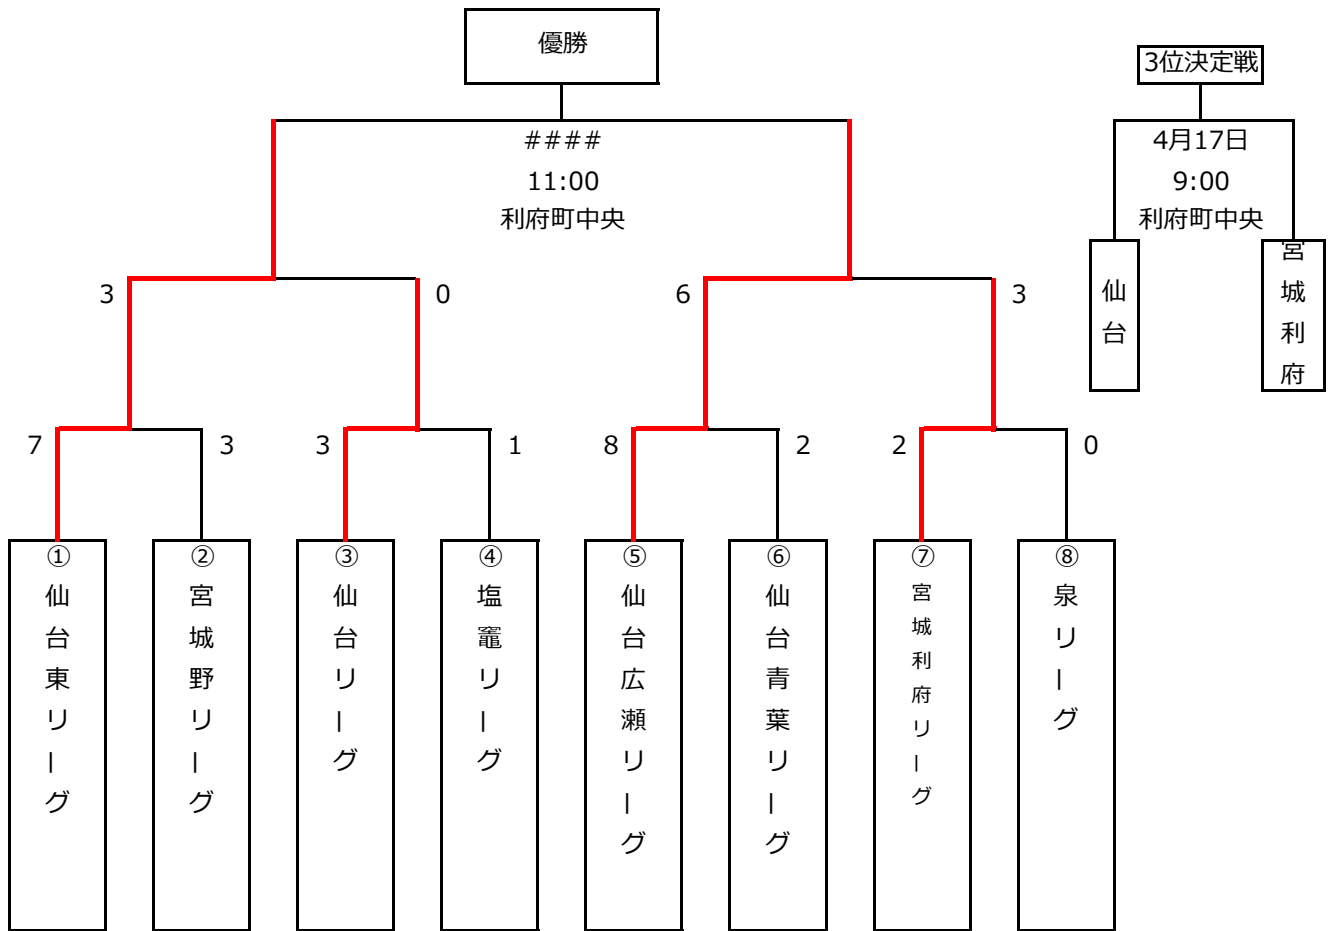 優勝
3位決定戦
####
11:00
利府町中央
4月17日
9:00
利府町中央
仙台
宮城利府
3
0
6
3
7
3
3
1
8
2
2
0
①仙台東リーグ
②宮城野リーグ
③仙台リーグ
④塩竈リーグ
⑤仙台広瀬リーグ
⑥仙台青葉リーグ
⑦宮城利府リーグ
⑧泉リーグ